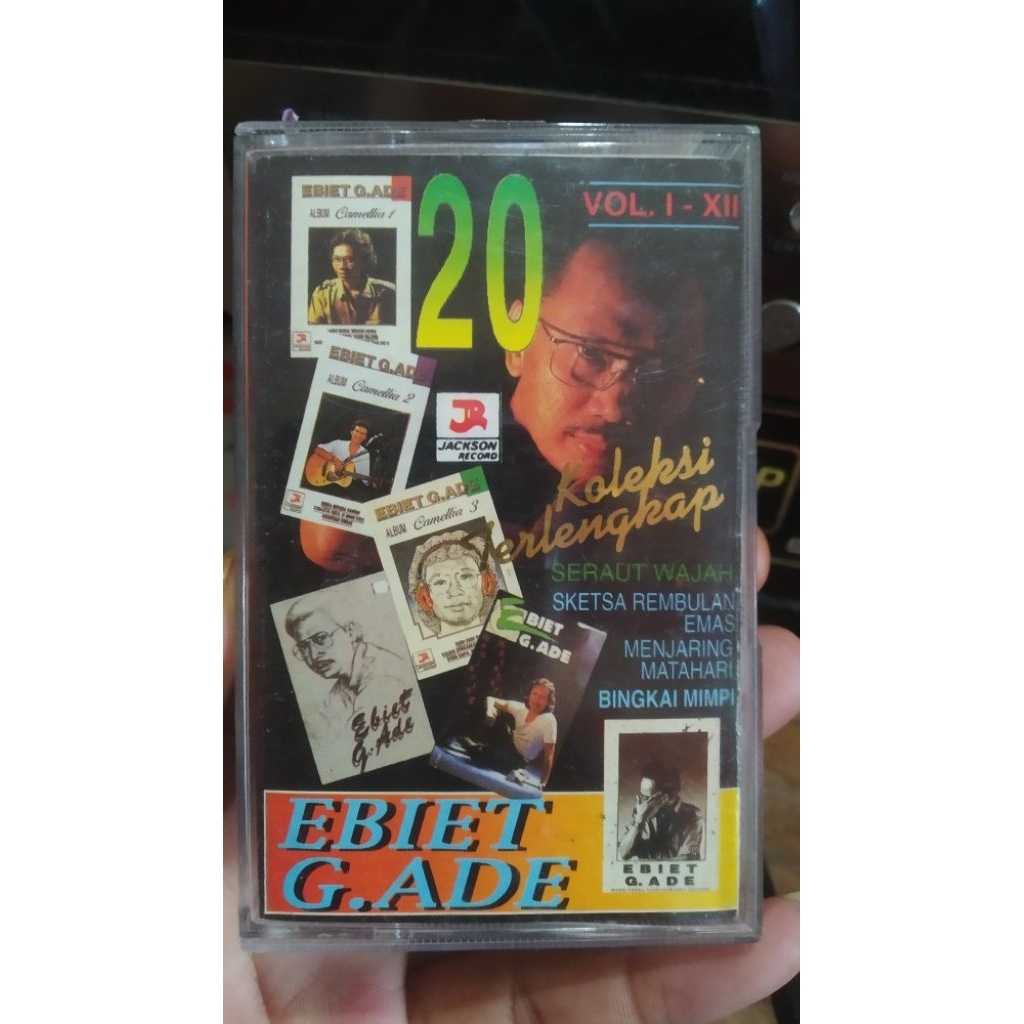 EBIET G.ADE
ALBUM Camellia 1
20
VOL. I - XII
EBIET G.ADE
ALBUM Camellia 2
JR
JACKSON
RECORD
Koleksi
Terlengkap
EBIET G.ADE
ALBUM Camellia 3
SERAUT WAJAH
SKETSA REMBULAN
EMAS
MENJARING
MATAHARI
BINGKAI MIMPI
EBIET
G.ADE
Ebiet
G.Ade
EBIET
G.ADE
EBIET
G.ADE